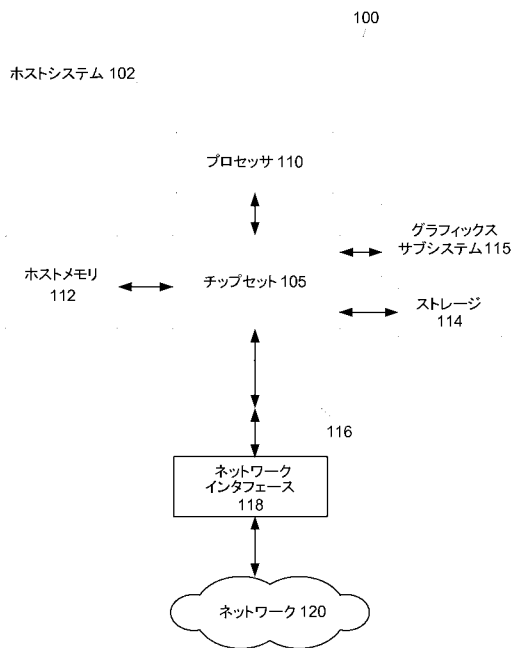 100
ホストシステム 102
プロセッサ 110
グラフィックス
サブシステム 115
ホストメモリ
112
チップセット 105
ストレージ
114
116
ネットワーク
インタフェース
118
ネットワーク 120